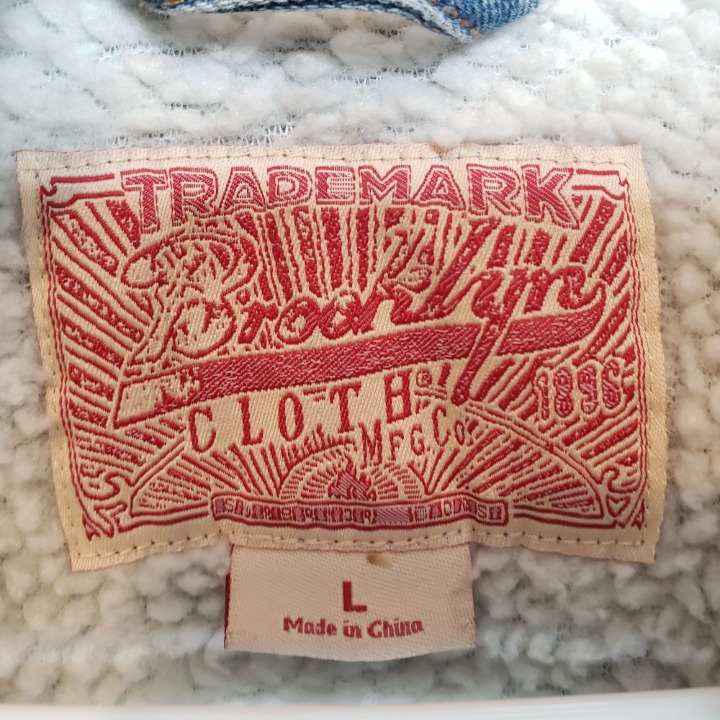 TRADEMARK
Brooklyn
CLOTH®
MFG.Co.
1896
L
Made in China